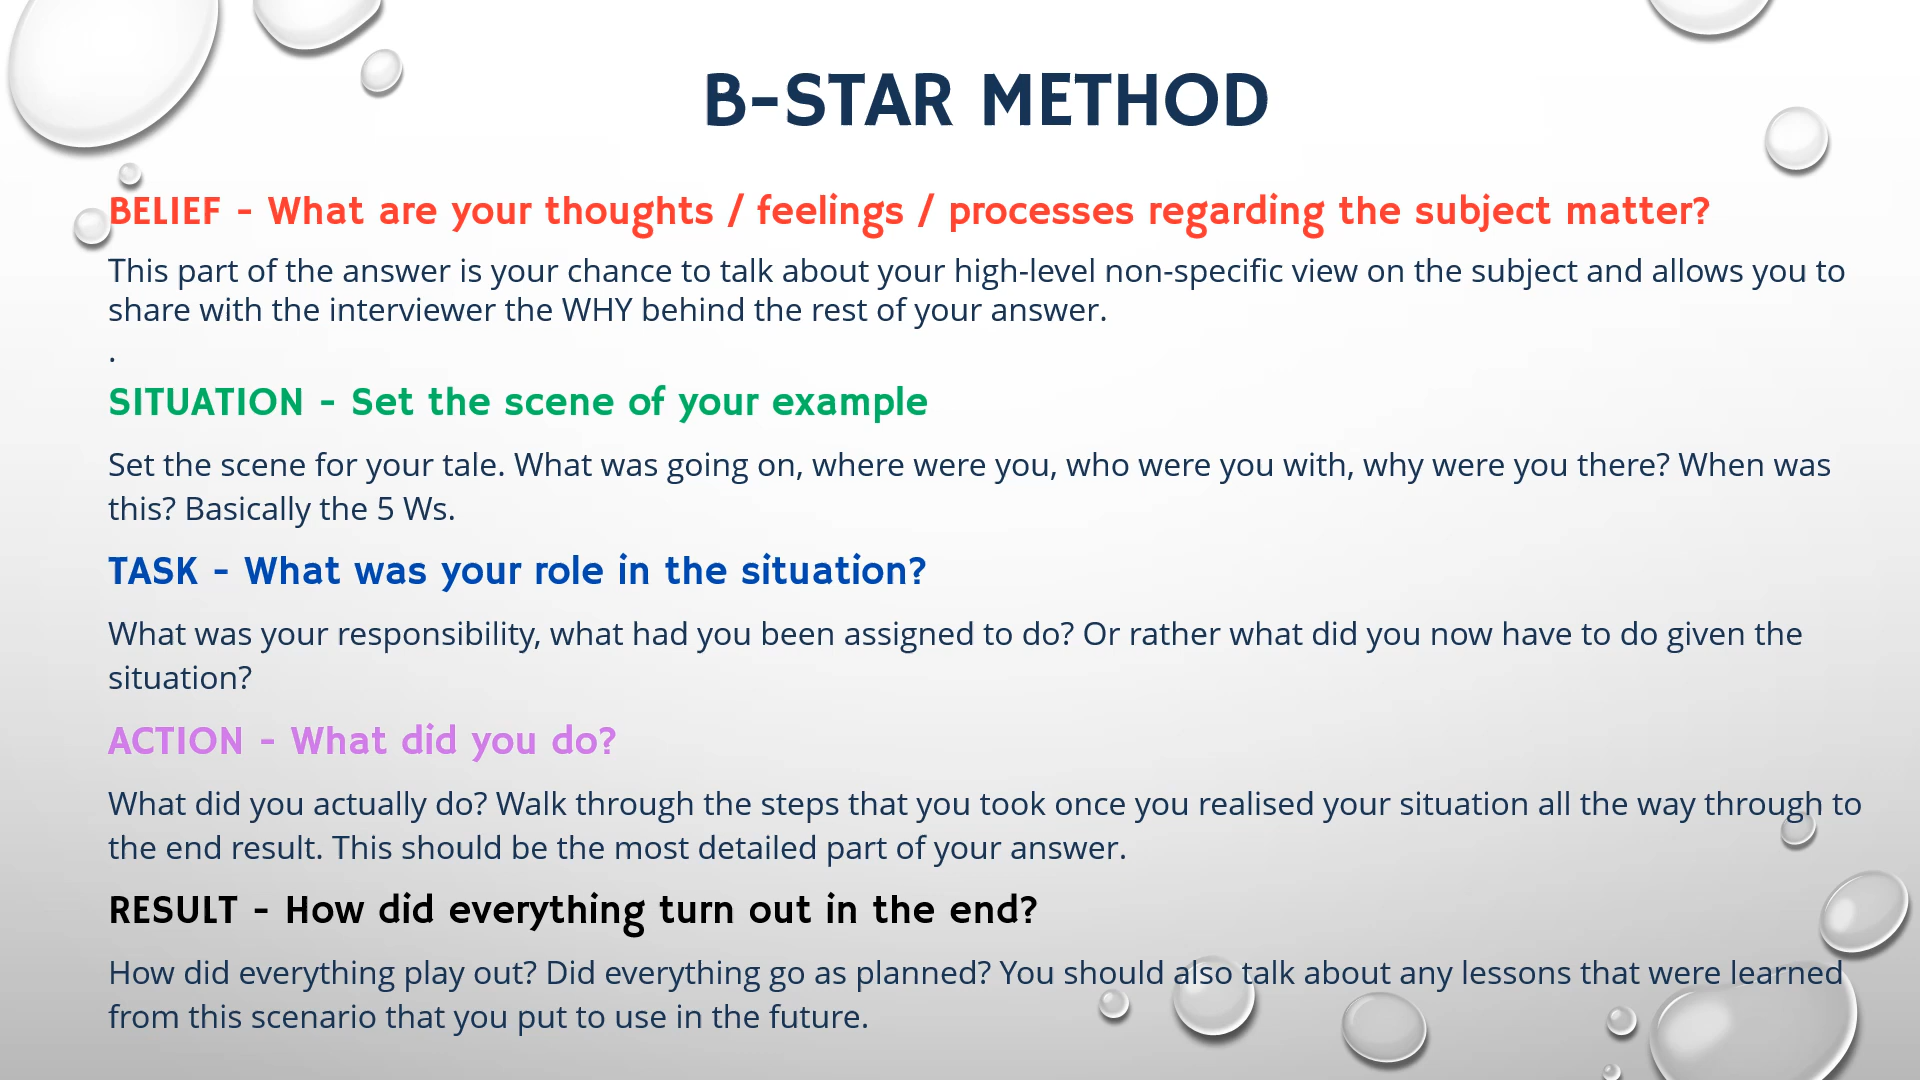 B-STAR METHOD
BELIEF - What are your thoughts / feelings / processes regarding the subject matter?
This part of the answer is your chance to talk about your high-level non-specific view on the subject and allows you to
share with the interviewer the WHY behind the rest of your answer.
.
SITUATION - Set the scene of your example
Set the scene for your tale. What was going on, where were you, who were you with, why were you there? When was
this? Basically the 5 Ws.
TASK - What was your role in the situation?
What was your responsibility, what had you been assigned to do? Or rather what did you now have to do given the
situation?
ACTION - What did you do?
What did you actually do? Walk through the steps that you took once you realised your situation all the way through to
the end result. This should be the most detailed part of your answer.
RESULT - How did everything turn out in the end?
How did everything play out? Did everything go as planned? You should also talk about any lessons that were learned
from this scenario that you put to use in the future.